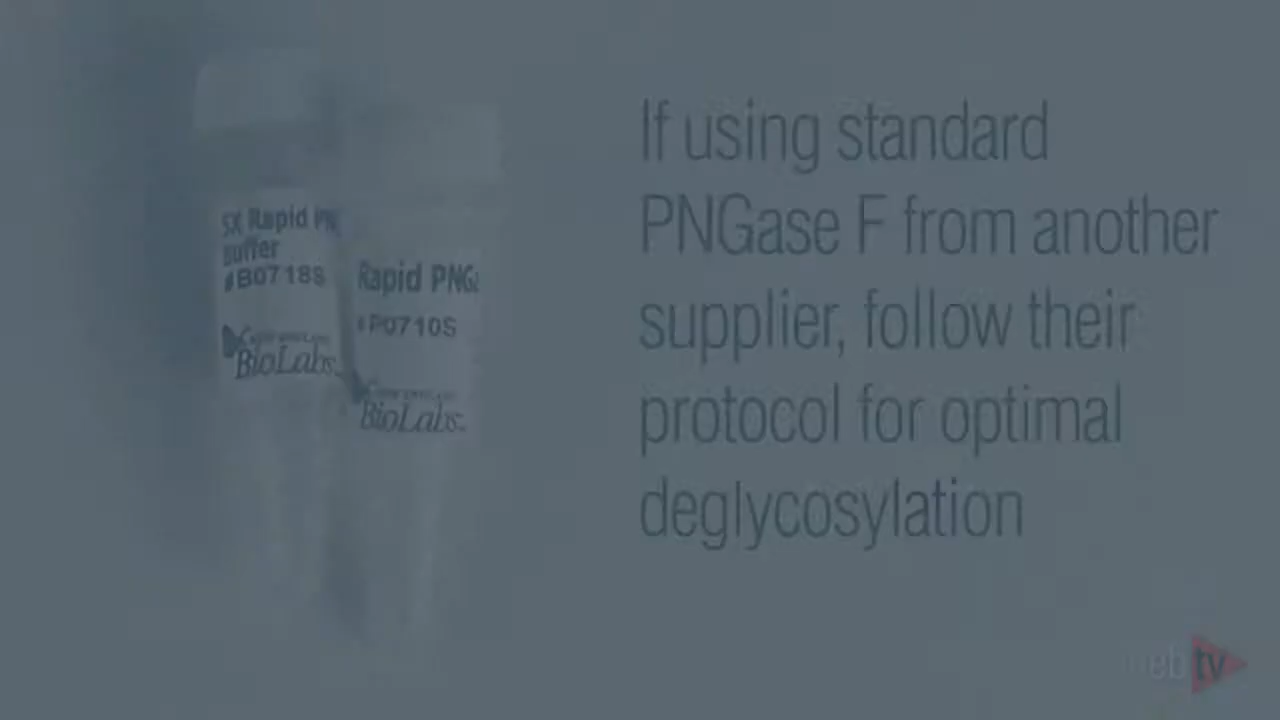 If using standard
PNGase F from another
supplier, follow their
protocol for optimal
deglycosylation
5X Rapid PN
Buffer
#B0718S
BioLabs
Rapid PNG
#P0710S
BioLabs
tv